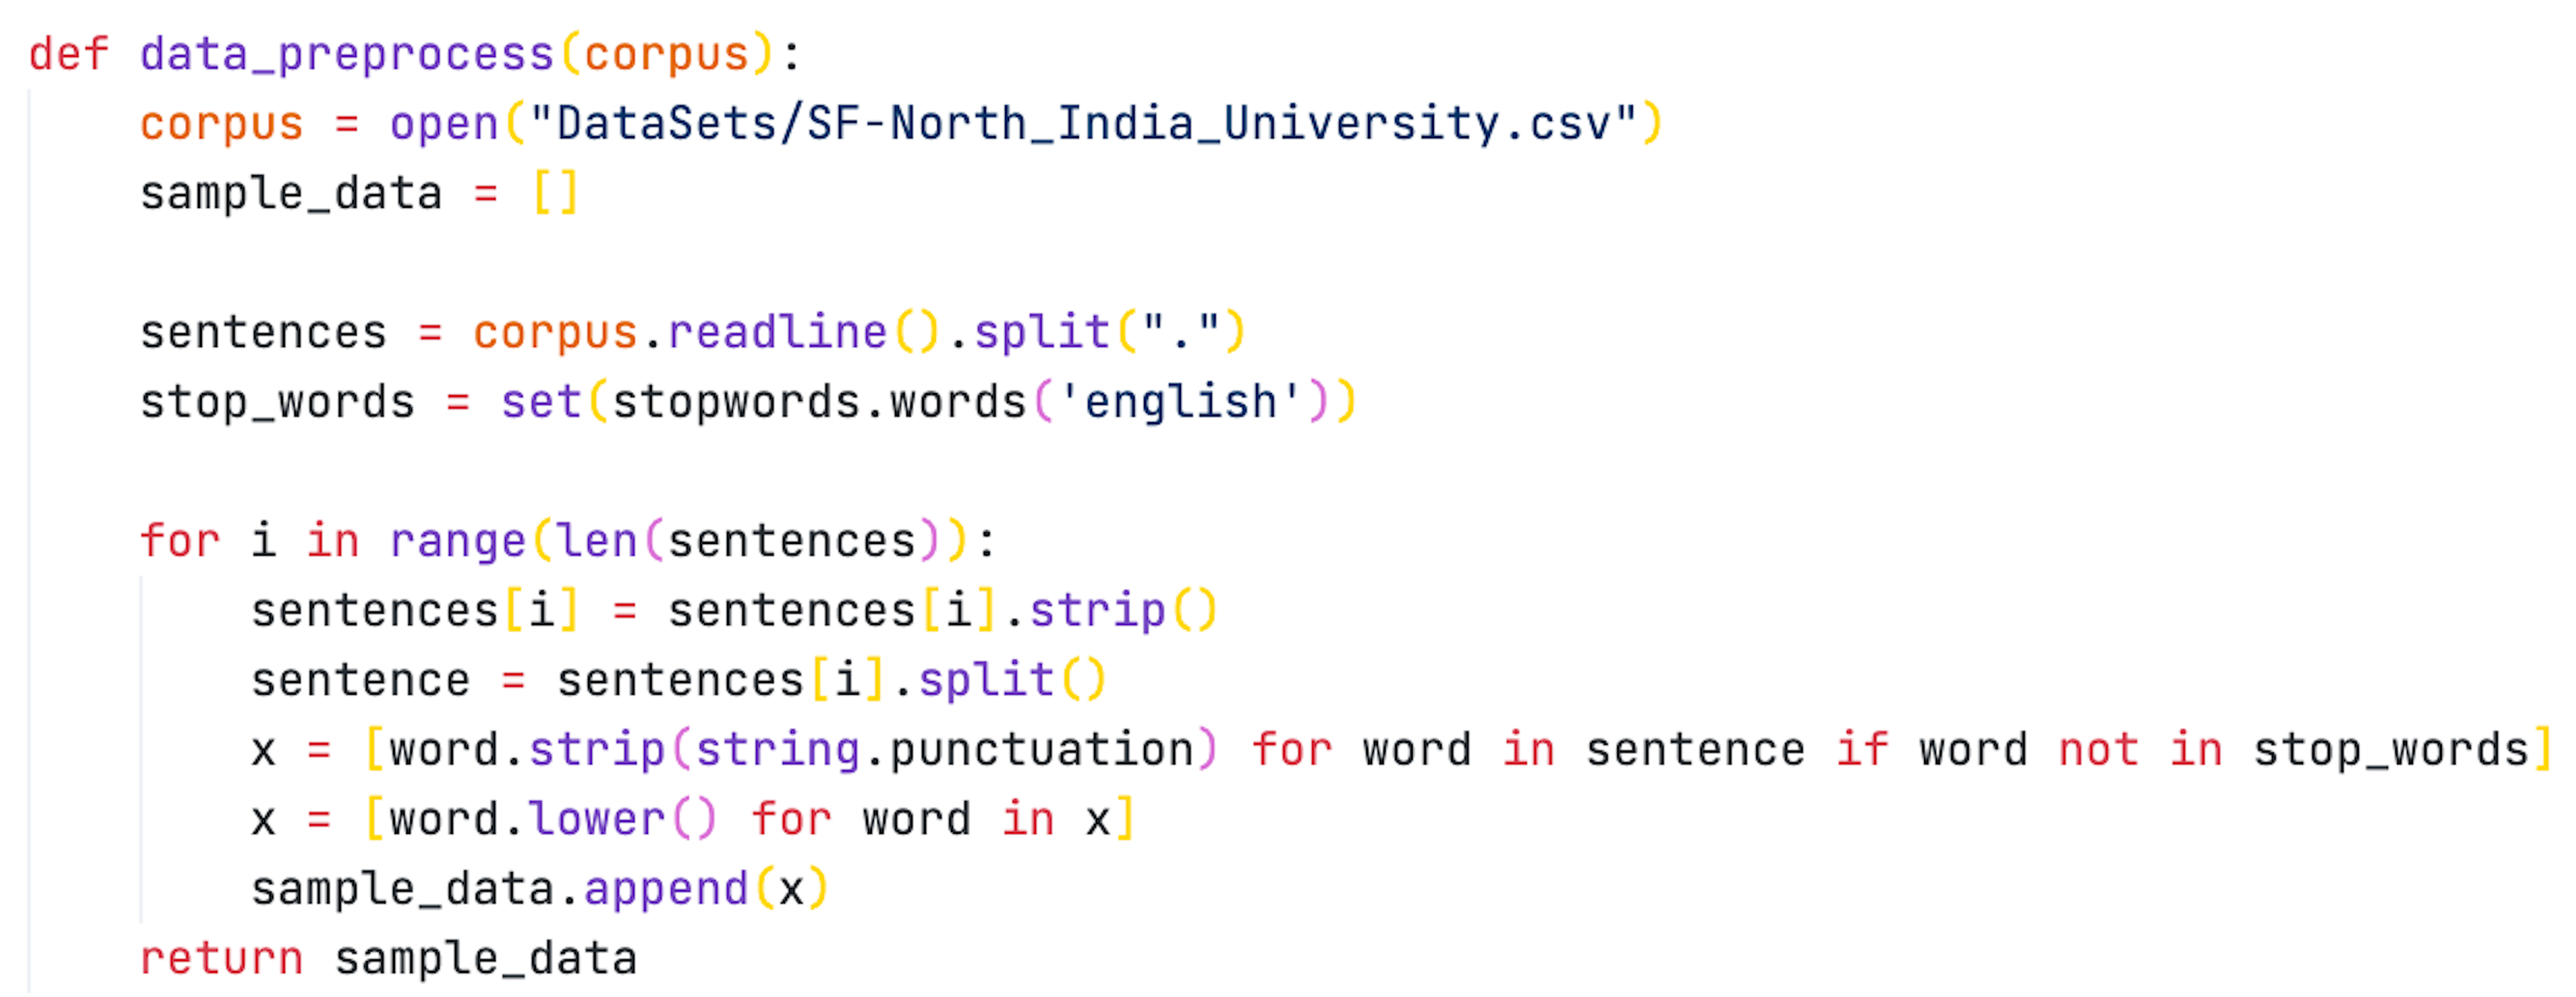 def data_preprocess(corpus):
    corpus = open("DataSets/SF-North_India_University.csv")
    sample_data = []

    sentences = corpus.readline().split(".")
    stop_words = set(stopwords.words('english'))

    for i in range(len(sentences)):
        sentences[i] = sentences[i].strip()
        sentence = sentences[i].split()
        x = [word.strip(string.punctuation) for word in sentence if word not in stop_words]
        x = [word.lower() for word in x]
        sample_data.append(x)
    return sample_data